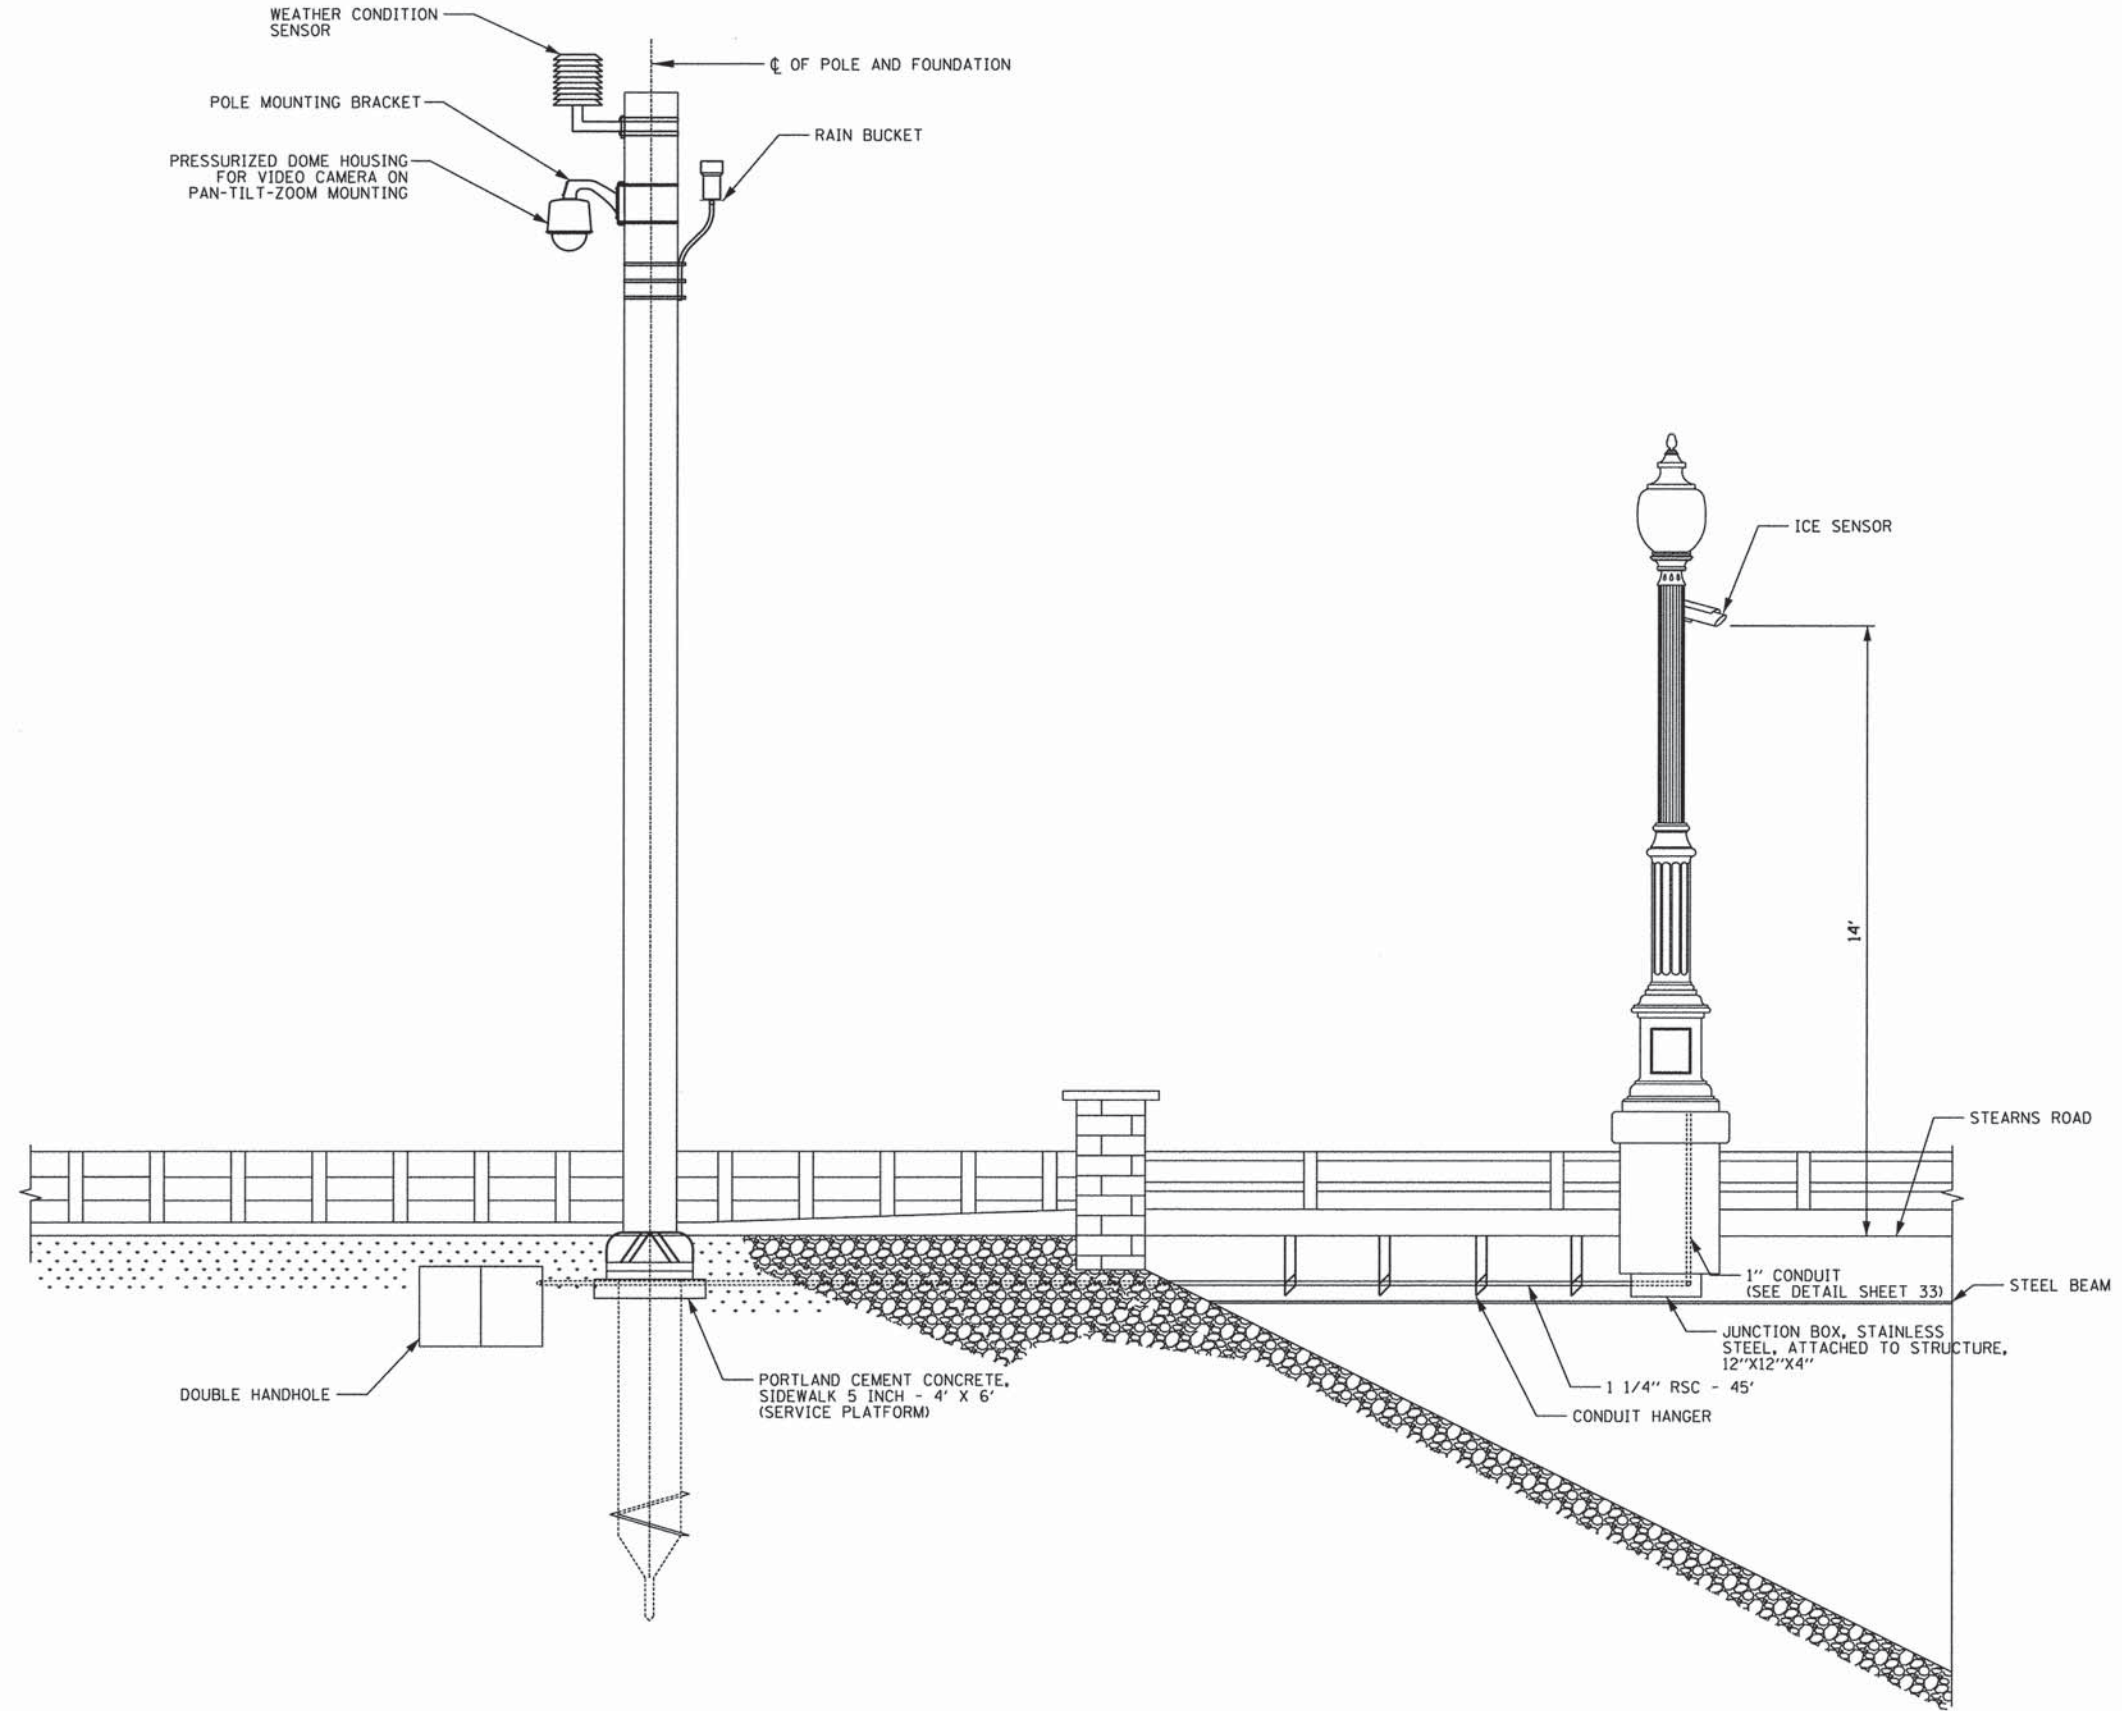 WEATHER CONDITION
SENSOR
℄ OF POLE AND FOUNDATION
POLE MOUNTING BRACKET
RAIN BUCKET
PRESSURIZED DOME HOUSING
FOR VIDEO CAMERA ON
PAN-TILT-ZOOM MOUNTING
ICE SENSOR
14'
STEARNS ROAD
1" CONDUIT
(SEE DETAIL SHEET 33)
STEEL BEAM
JUNCTION BOX, STAINLESS
STEEL, ATTACHED TO STRUCTURE,
12"X12"X4"
1 1/4" RSC - 45'
CONDUIT HANGER
PORTLAND CEMENT CONCRETE,
SIDEWALK 5 INCH - 4' X 6'
(SERVICE PLATFORM)
DOUBLE HANDHOLE